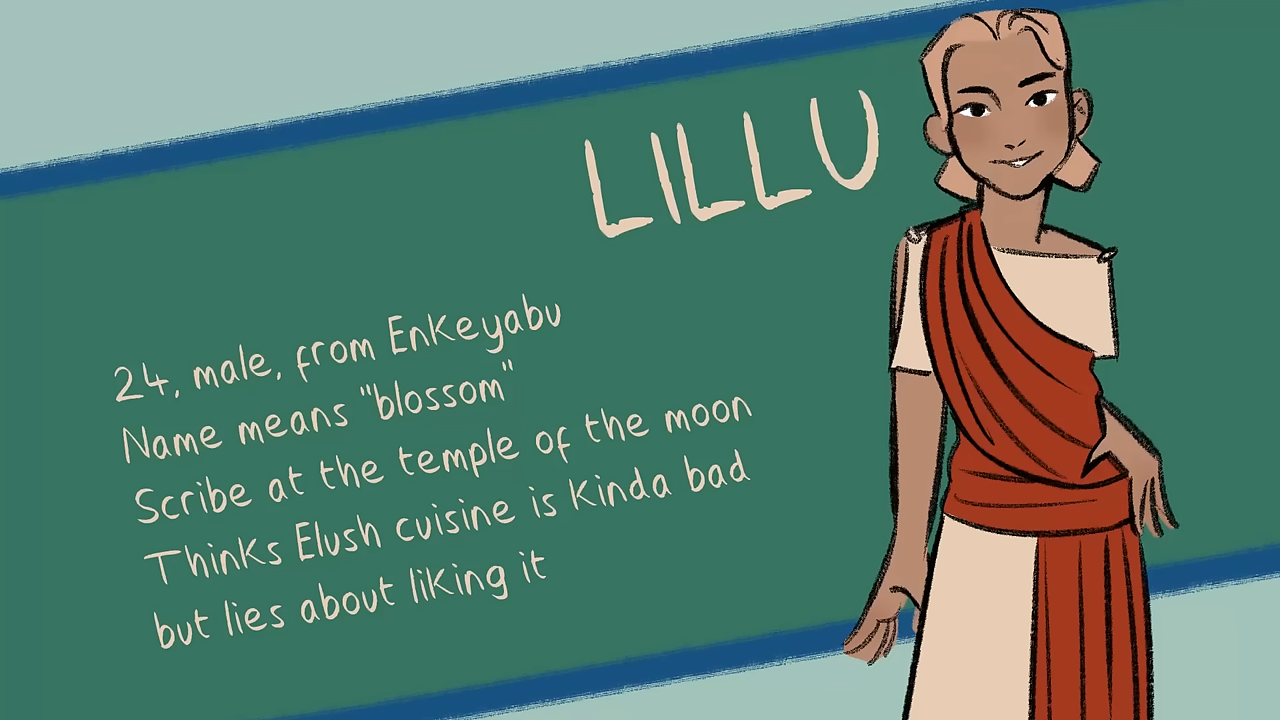 LILLU
24, male, from Enkeyabu
Name means "blossom"
Scribe at the temple of the moon
Thinks Elush cuisine is kinda bad
but lies about liking it